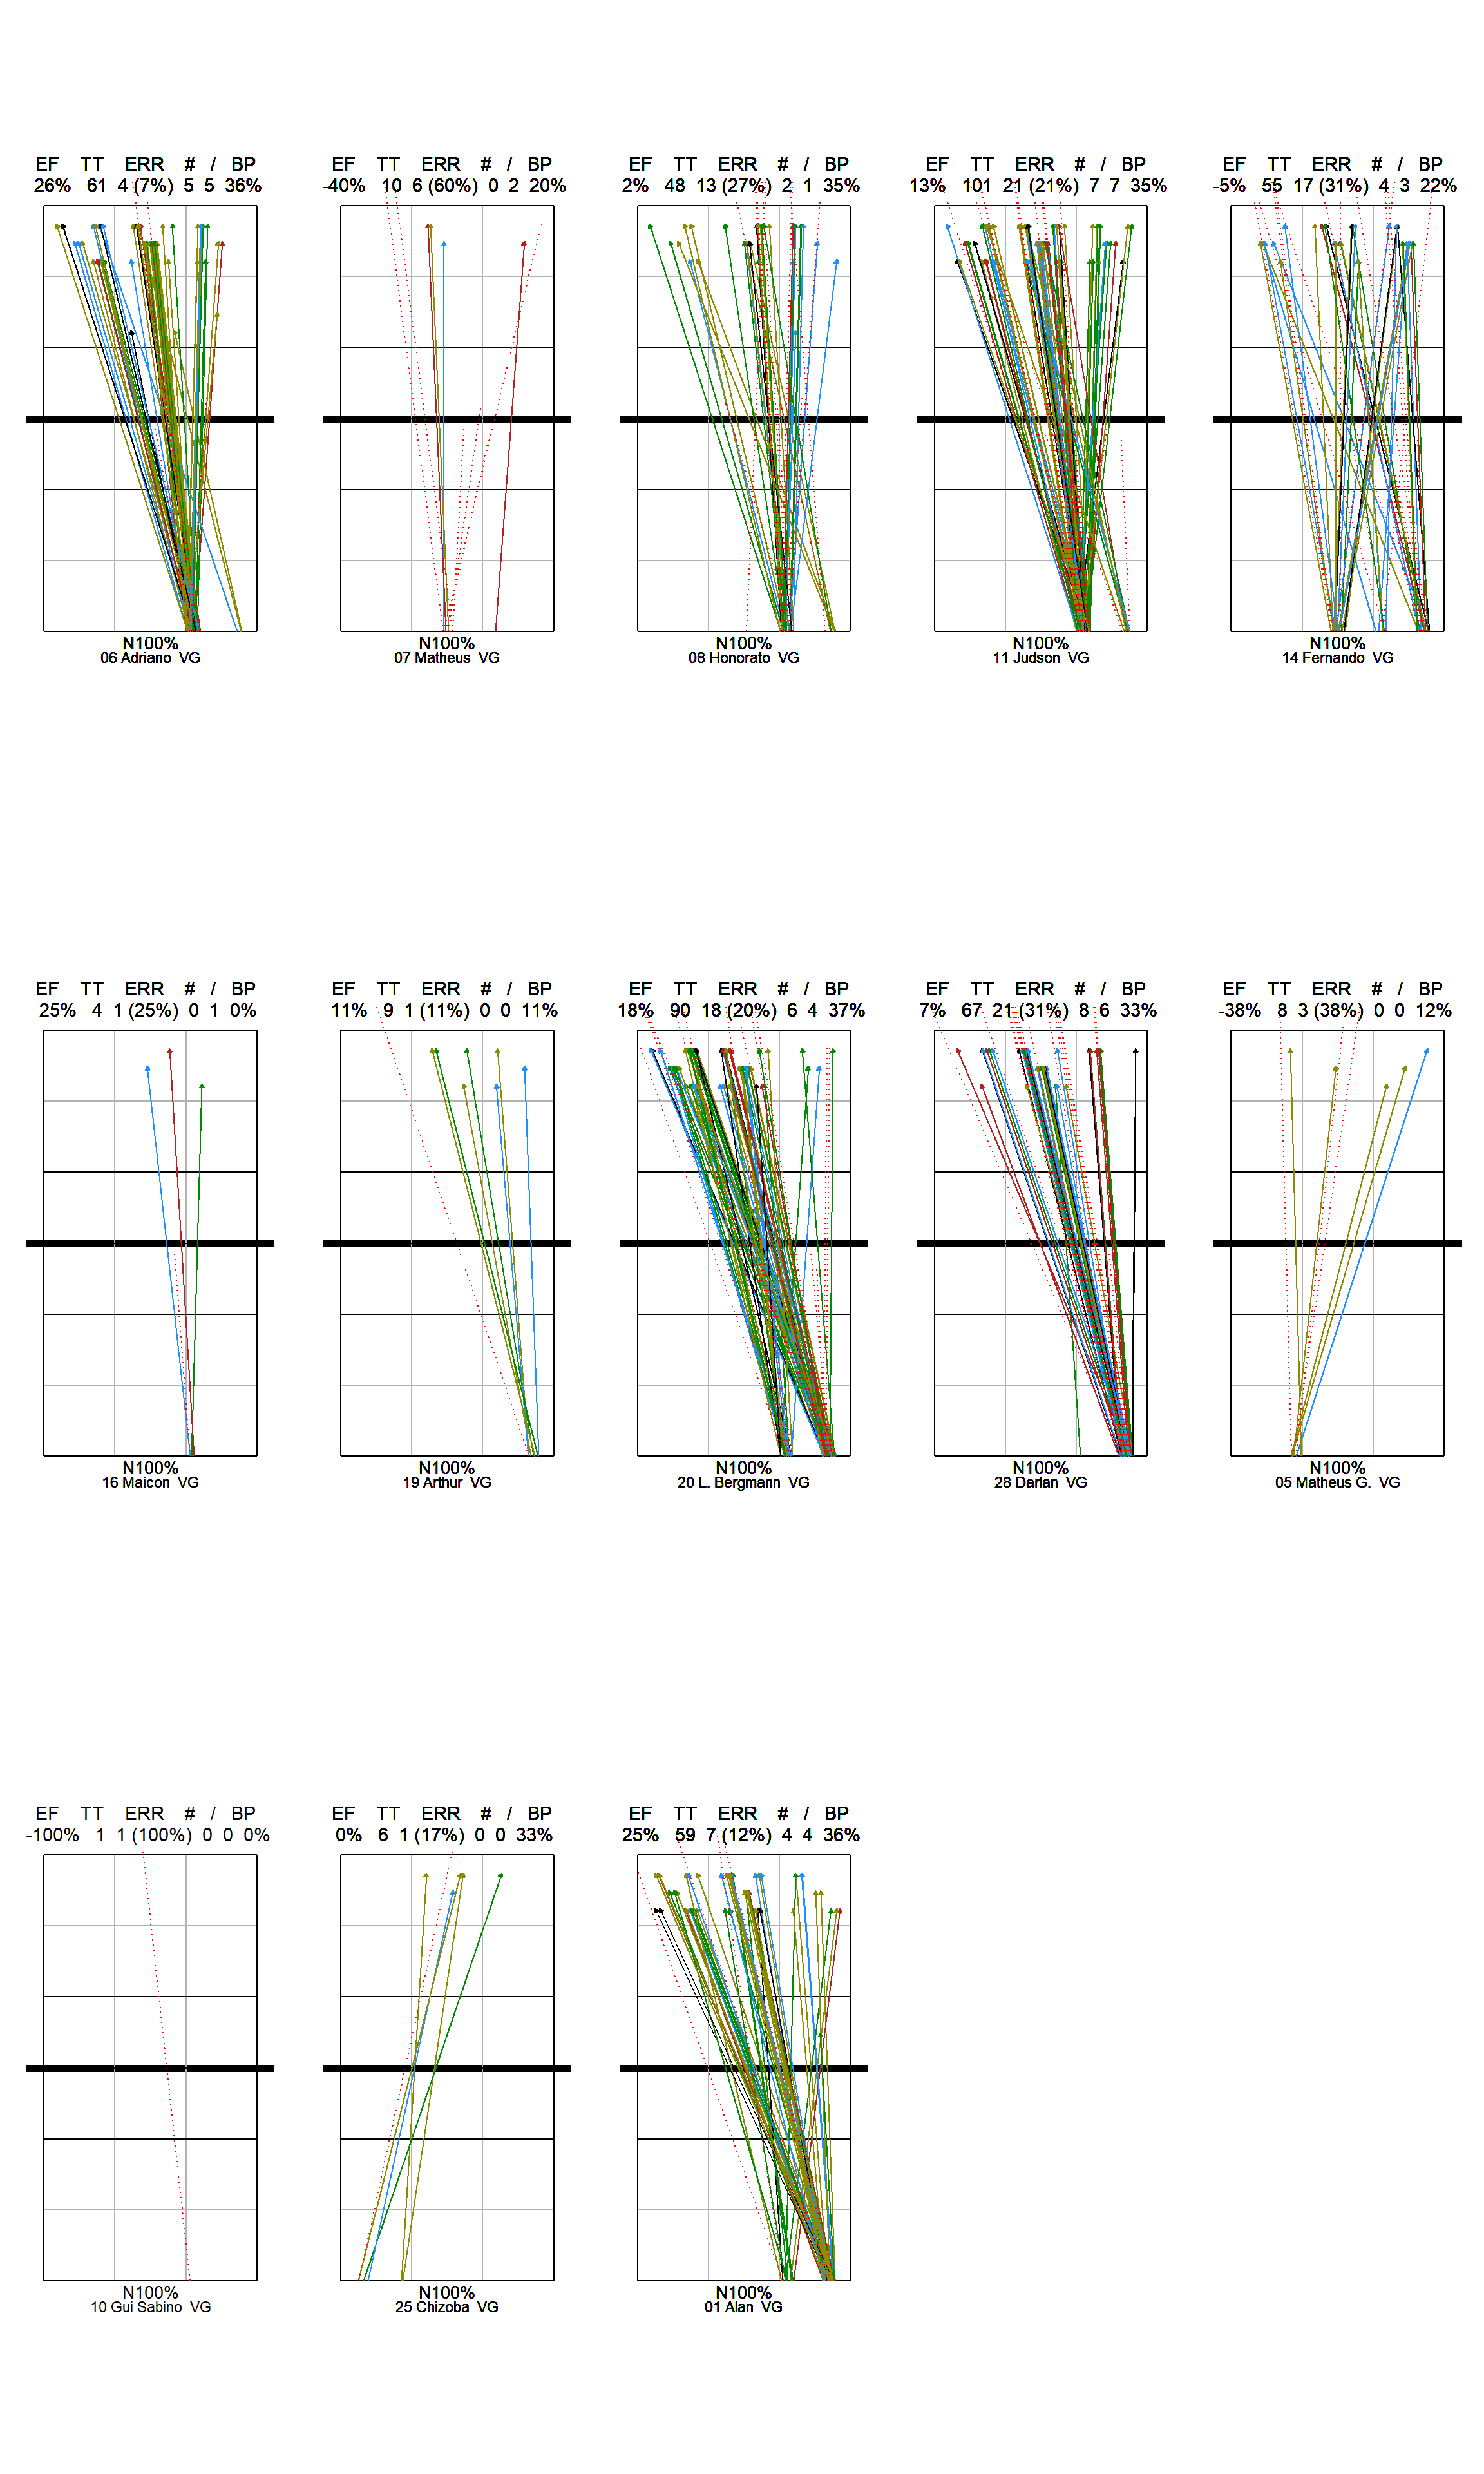 EF TT ERR # / BP
26% 61 4 (7%) 5 5 36%
N100%
06 Adriano VG
EF TT ERR # / BP
-40% 10 6 (60%) 0 2 20%
N100%
07 Matheus VG
EF TT ERR # / BP
2% 48 13 (27%) 2 1 35%
N100%
08 Honorato VG
EF TT ERR # / BP
13% 101 21 (21%) 7 7 35%
N100%
11 Judson VG
EF TT ERR # / BP
-5% 55 17 (31%) 4 3 22%
N100%
14 Fernando VG
EF TT ERR # / BP
25% 4 1 (25%) 0 1 0%
N100%
16 Maicon VG
EF TT ERR # / BP
11% 9 1 (11%) 0 0 11%
N100%
19 Arthur VG
EF TT ERR # / BP
18% 90 18 (20%) 6 4 37%
N100%
20 L. Bergmann VG
EF TT ERR # / BP
7% 67 21 (31%) 8 6 33%
N100%
28 Darlan VG
EF TT ERR # / BP
-38% 8 3 (38%) 0 0 12%
N100%
05 Matheus G. VG
EF TT ERR # / BP
-100% 1 1 (100%) 0 0 0%
N100%
10 Gui Sabino VG
EF TT ERR # / BP
0% 6 1 (17%) 0 0 33%
N100%
25 Chizoba VG
EF TT ERR # / BP
25% 59 7 (12%) 4 4 36%
N100%
01 Alan VG